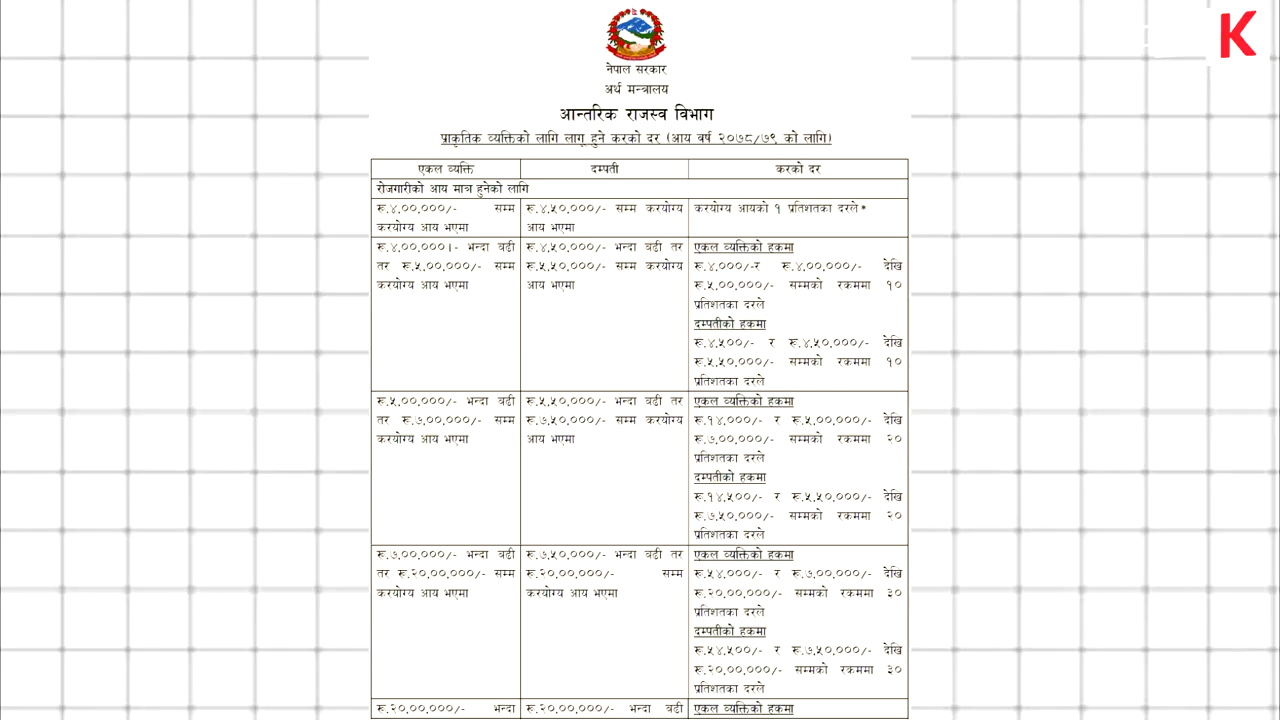 K
नेपाल सरकार
अर्थ मन्त्रालय
आन्तरिक राजस्व विभाग
प्राकृतिक व्यक्तिको लागि लागू हुने करको दर (आय वर्ष २०७८/७९ को लागि)
एकल व्यक्ति दम्पती करको दर
रोजगारीको आय मात्र हुनेको लागि
रू.४,००,०००/- सम्म
करयोग्य आय भएमा
रू.४,५०,०००/- सम्म करयोग्य
आय भएमा
करयोग्य आयको १ प्रतिशतका दरले*
रू.४,००,०००।- भन्दा बढी
तर रू.५,००,०००/- सम्म
करयोग्य आय भएमा
रू.४,५०,०००/- भन्दा बढी तर
रू.५,५०,०००/- सम्म करयोग्य
आय भएमा
एकल व्यक्तिको हकमा
रू.४,०००/-र रू.४,००,०००/- देखि
रू.५,००,०००/- सम्मको रकममा १०
प्रतिशतका दरले
दम्पतीको हकमा
रू.४,५००/- र रू.४,५०,०००/- देखि
रू.५,५०,०००/- सम्मको रकममा १०
प्रतिशतका दरले
रू.५,००,०००/- भन्दा बढी
तर रू.७,००,०००/- सम्म
करयोग्य आय भएमा
रू.५,५०,०००/- भन्दा बढी तर
रू.७,५०,०००/- सम्म करयोग्य
आय भएमा
एकल व्यक्तिको हकमा
रू.१४,०००/- र रू.५,००,०००/- देखि
रू.७,००,०००/- सम्मको रकममा २०
प्रतिशतका दरले
दम्पतीको हकमा
रू.१४,५००/- र रू.५,५०,०००/- देखि
रू.७,५०,०००/- सम्मको रकममा २०
प्रतिशतका दरले
रू.७,००,०००/- भन्दा बढी
तर रू.२०,००,०००/- सम्म
करयोग्य आय भएमा
रू.७,५०,०००/- भन्दा बढी तर
रू.२०,००,०००/- सम्म
करयोग्य आय भएमा
एकल व्यक्तिको हकमा
रू.५४,०००/- र रू.७,००,०००/- देखि
रू.२०,००,०००/- सम्मको रकममा ३०
प्रतिशतका दरले
दम्पतीको हकमा
रू.५४,५००/- र रू.७,५०,०००/- देखि
रू.२०,००,०००/- सम्मको रकममा ३०
प्रतिशतका दरले
रू.२०,००,०००/- भन्दा
रू.२०,००,०००/- भन्दा बढी
एकल व्यक्तिको हकमा